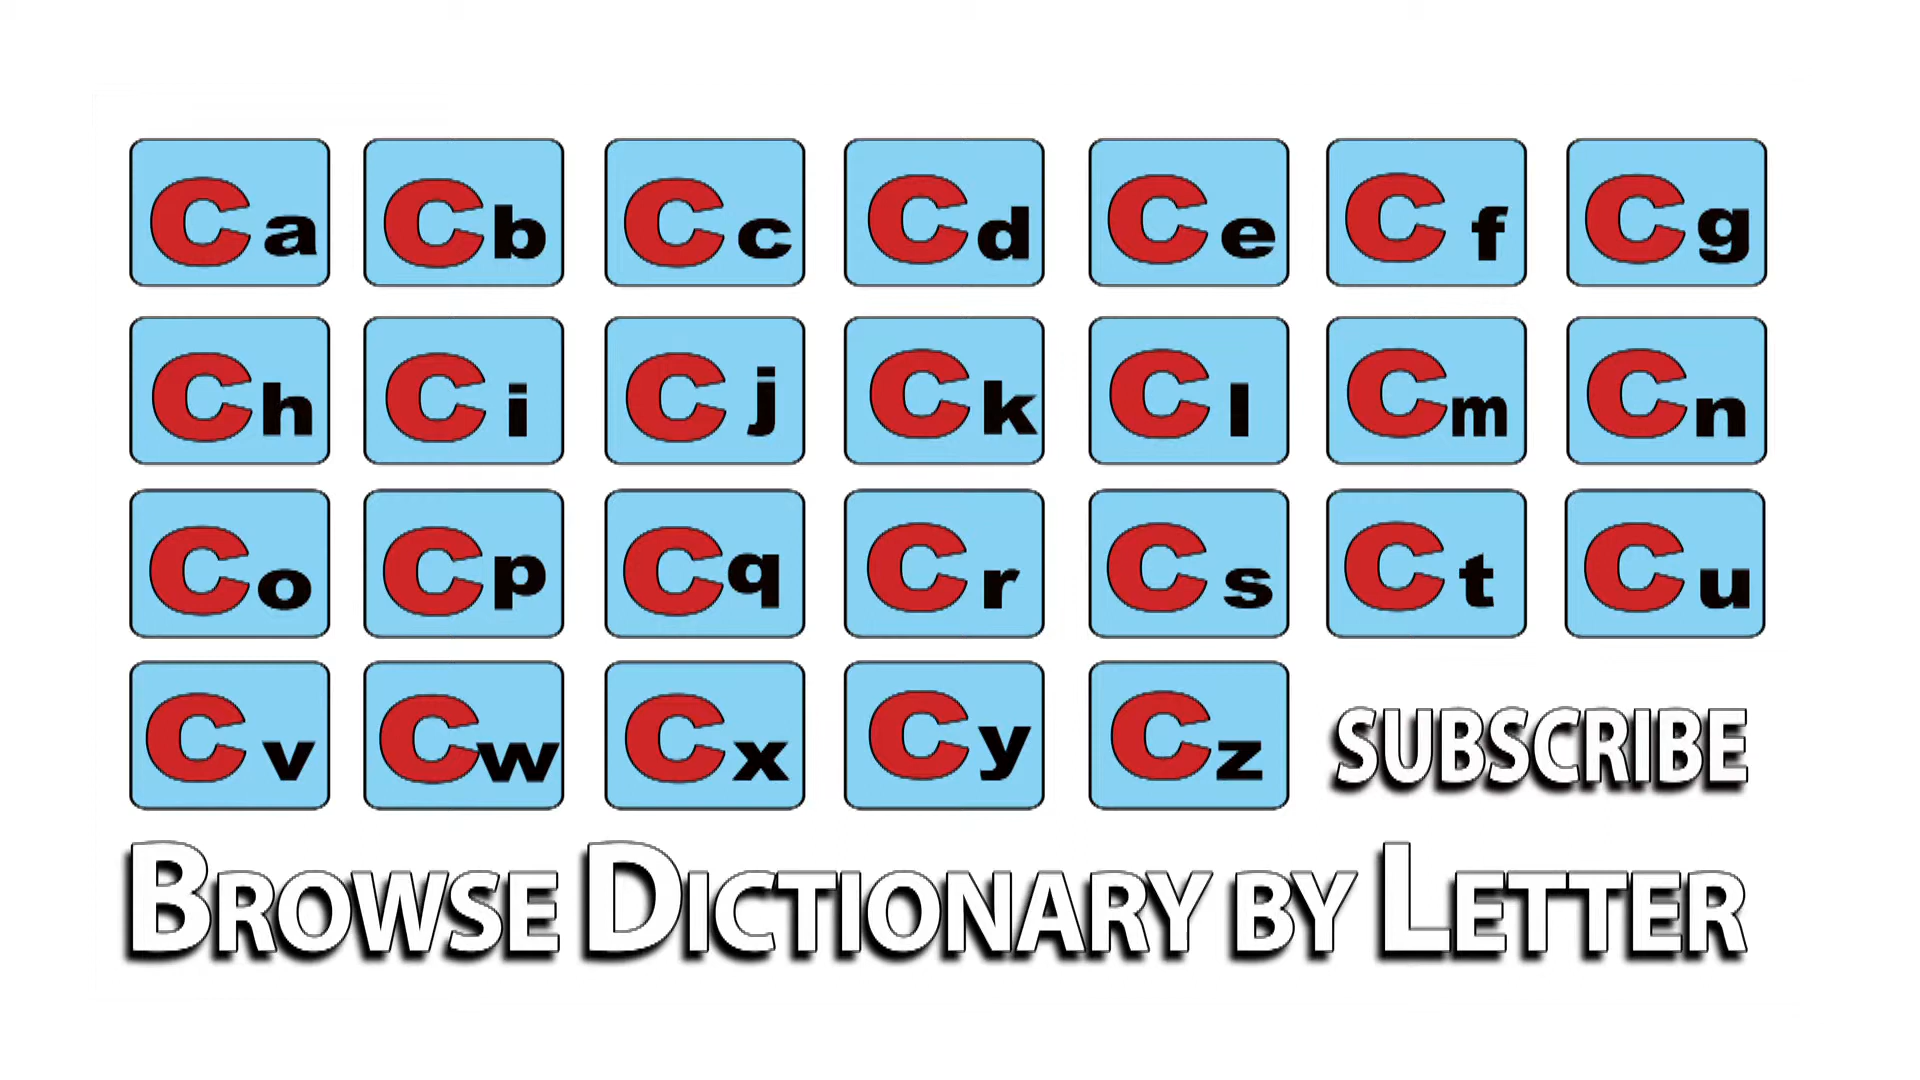 Ca Cb Cc Cd Ce Cf Cg
Ch Ci Cj Ck Cl Cm Cn
Co Cp Cq Cr Cs Ct Cu
Cv Cw Cx Cy Cz SUBSCRIBE
BROWSE DICTIONARY BY LETTER